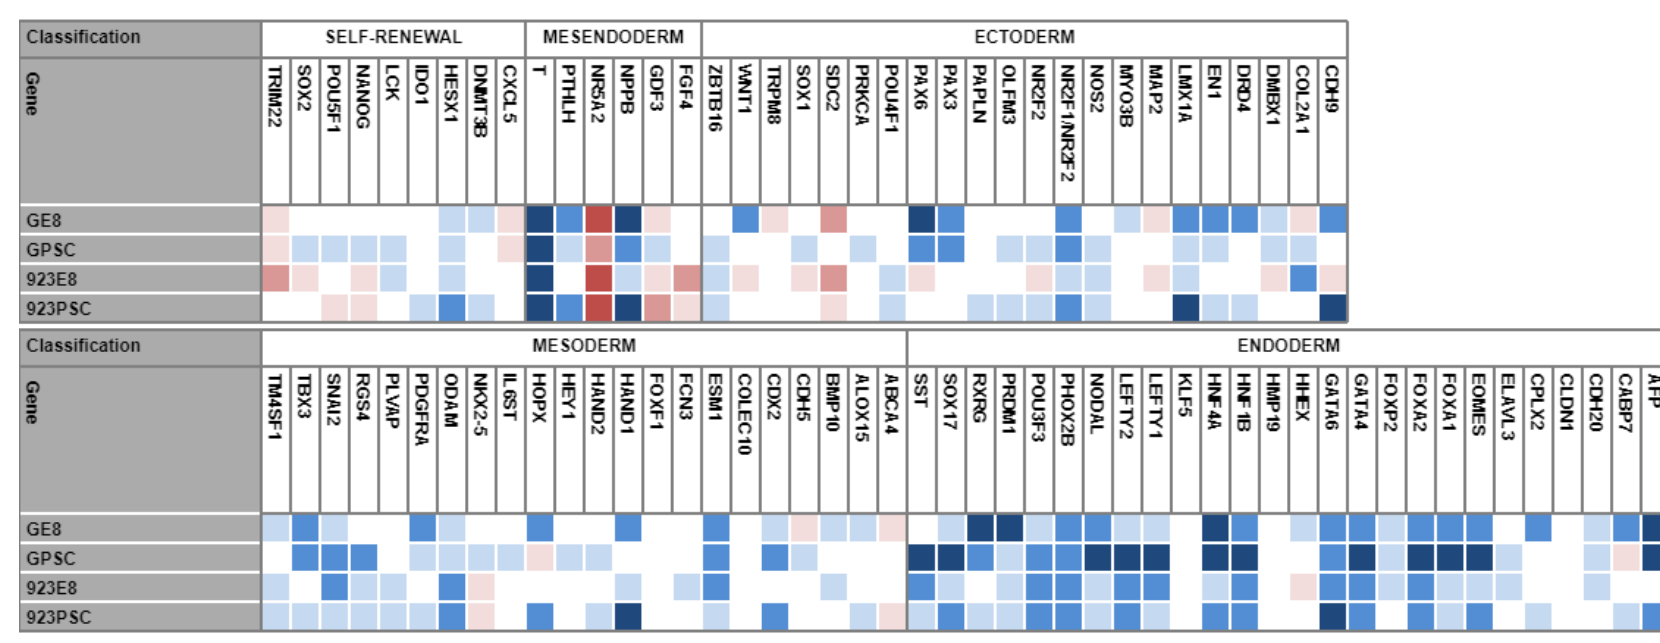 Classification SELF-RENEWAL MESENDODERM ECTODERM
Gene TRIM22 SOX2 POU5F1 NANOG LCK IDO1 HESX1 DNMT3B CXCL5 T PTHLH NR5A2 NPPB GDF3 FGF4 ZBTB16 WNT1 TRPM8 SOX1 SDC2 PRKCA POU4F1 PAX6 PAX3 PAPLN OLFM3 NR2F2 NR2F1/NR2F2 NOS2 MYO3B MAP2 LMX1A EN1 DRD4 DMBX1 COL2A1 CDH9
GE8
GPSC
923E8
923PSC
Classification MESODERM ENDODERM
Gene TM4SF1 TBX3 SNAI2 RGS4 PLVAP PDGFRA ODAM NKX2-5 IL6ST HOPX HEY1 HAND2 HAND1 FOXF1 FCN3 ESM1 COLEC10 CDX2 CDH5 BMP10 ALOX15 ABCA4 SST SOX17 RXRG PRDM1 POU3F3 PHOX2B NODAL LEFTY2 LEFTY1 KLF5 HNF4A HNF1B HMP19 HHEX GATA6 GATA4 FOXP2 FOXA2 FOXA1 EOMES ELAVL3 CPLX2 CLDN1 CDH20 CABP7 AFP
GE8
GPSC
923E8
923PSC